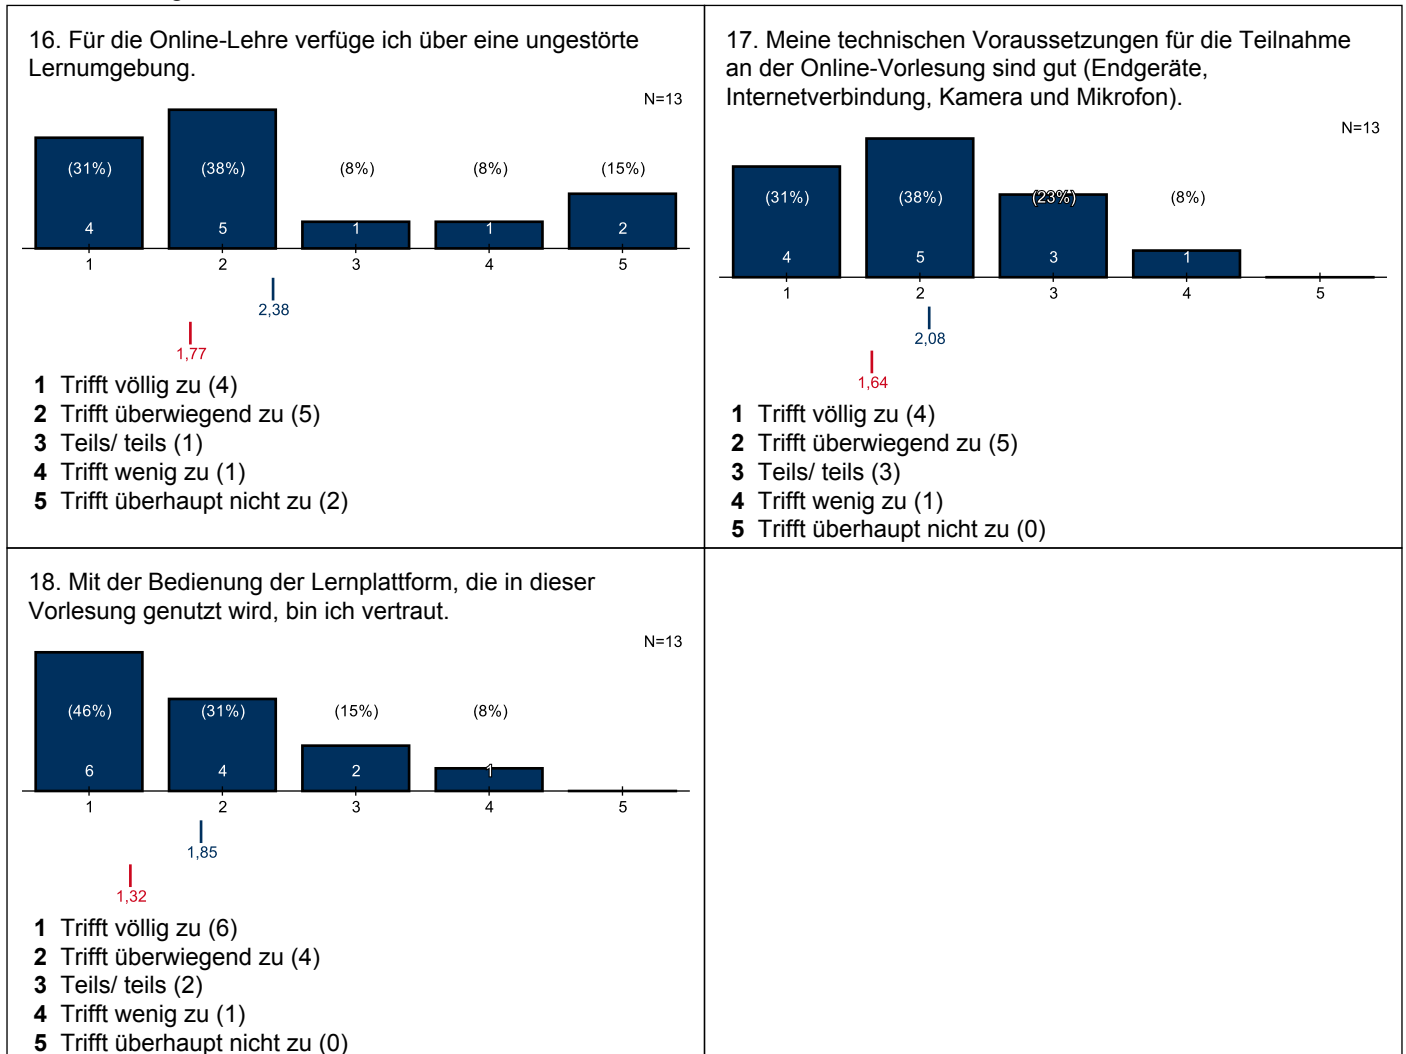 16. Für die Online-Lehre verfüge ich über eine ungestörte
Lernumgebung.
N=13
(31%) (38%) (8%) (8%) (15%)
4 5 1 1 2
1 2 3 4 5
2,38
1,77
1 Trifft völlig zu (4)
2 Trifft überwiegend zu (5)
3 Teils/ teils (1)
4 Trifft wenig zu (1)
5 Trifft überhaupt nicht zu (2)
17. Meine technischen Voraussetzungen für die Teilnahme
an der Online-Vorlesung sind gut (Endgeräte,
Internetverbindung, Kamera und Mikrofon).
N=13
(31%) (38%) (23%) (8%)
4 5 3 1
1 2 3 4 5
2,08
1,64
1 Trifft völlig zu (4)
2 Trifft überwiegend zu (5)
3 Teils/ teils (3)
4 Trifft wenig zu (1)
5 Trifft überhaupt nicht zu (0)
18. Mit der Bedienung der Lernplattform, die in dieser
Vorlesung genutzt wird, bin ich vertraut.
N=13
(46%) (31%) (15%) (8%)
6 4 2 1
1 2 3 4 5
1,85
1,32
1 Trifft völlig zu (6)
2 Trifft überwiegend zu (4)
3 Teils/ teils (2)
4 Trifft wenig zu (1)
5 Trifft überhaupt nicht zu (0)